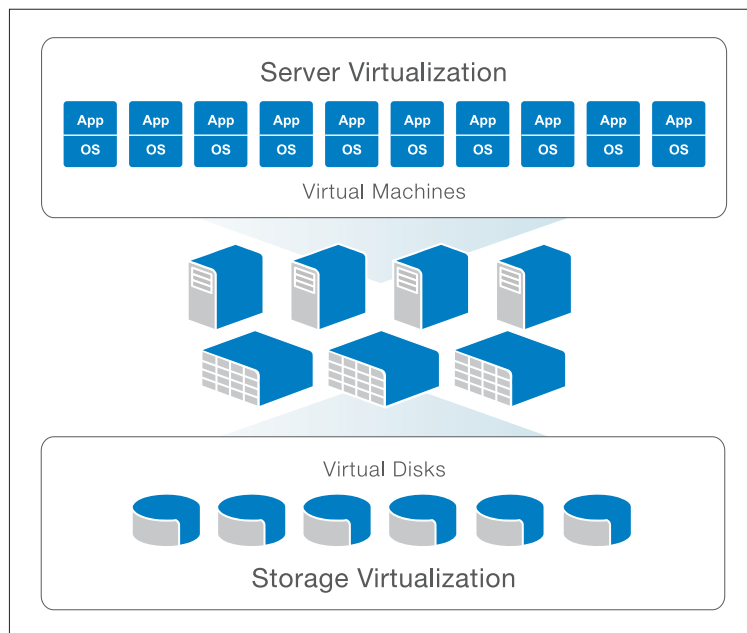 Server Virtualization
App App App App App App App App App App
OS OS OS OS OS OS OS OS OS OS
Virtual Machines
Virtual Disks
Storage Virtualization